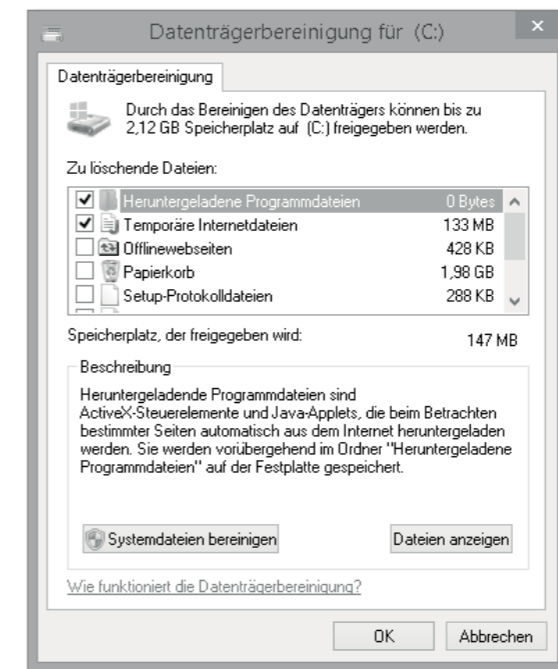 Datenträgerbereinigung für (C:)
Datenträgerbereinigung
Durch das Bereinigen des Datenträgers können bis zu
2,12 GB Speicherplatz auf (C:) freigegeben werden.
Zu löschende Dateien:
Heruntergeladene Programmdateien 0 Bytes
Temporäre Internetdateien 133 MB
Offlinewebseiten 428 KB
Papierkorb 1,98 GB
Setup-Protokolldateien 288 KB
Speicherplatz, der freigegeben wird: 147 MB
Beschreibung
Heruntergeladende Programmdateien sind
ActiveX-Steuerelemente und Java-Applets, die beim Betrachten
bestimmter Seiten automatisch aus dem Internet heruntergeladen
werden. Sie werden vorübergehend im Ordner "Heruntergeladene
Programmdateien" auf der Festplatte gespeichert.
Systemdateien bereinigen Dateien anzeigen
Wie funktioniert die Datenträgerbereinigung?
OK Abbrechen